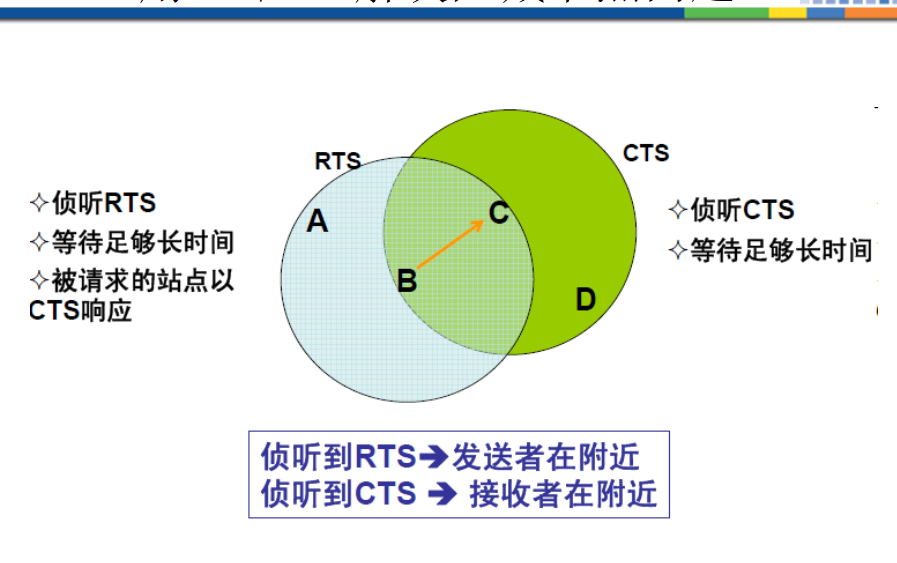 RTS
CTS
✧侦听RTS
✧等待足够长时间
✧被请求的站点以
CTS响应
A
C
B
D
✧侦听CTS
✧等待足够长时间
侦听到RTS➔发送者在附近
侦听到CTS ➔ 接收者在附近